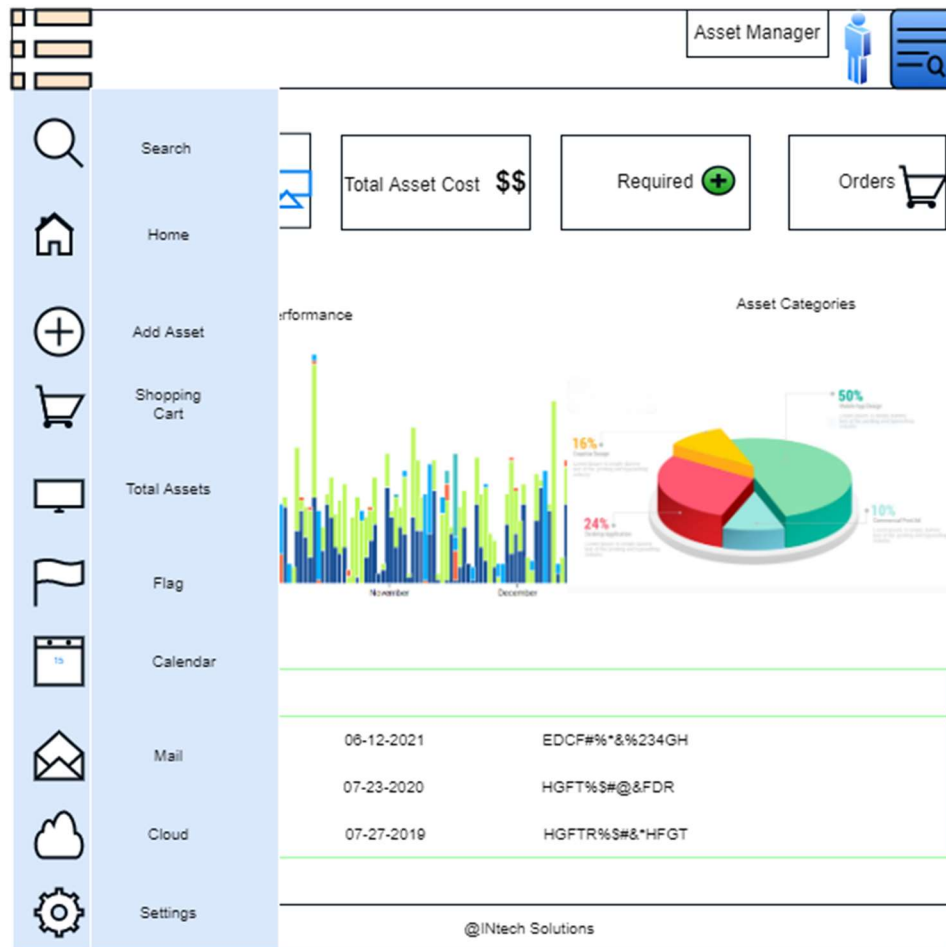 Asset Manager
Search
Home
Add Asset
Shopping
Cart
Total Assets
Flag
15
Calendar
Mail
Cloud
Settings
Total Asset Cost $$
Required
Orders
Asset Categories
November
December
50%
16%
24%
10%
06-12-2021 EDCF#%*&%234GH
07-23-2020 HGFT%$#@&FDR
07-27-2019 HGFTR%$#&*HFGT
@INtech Solutions